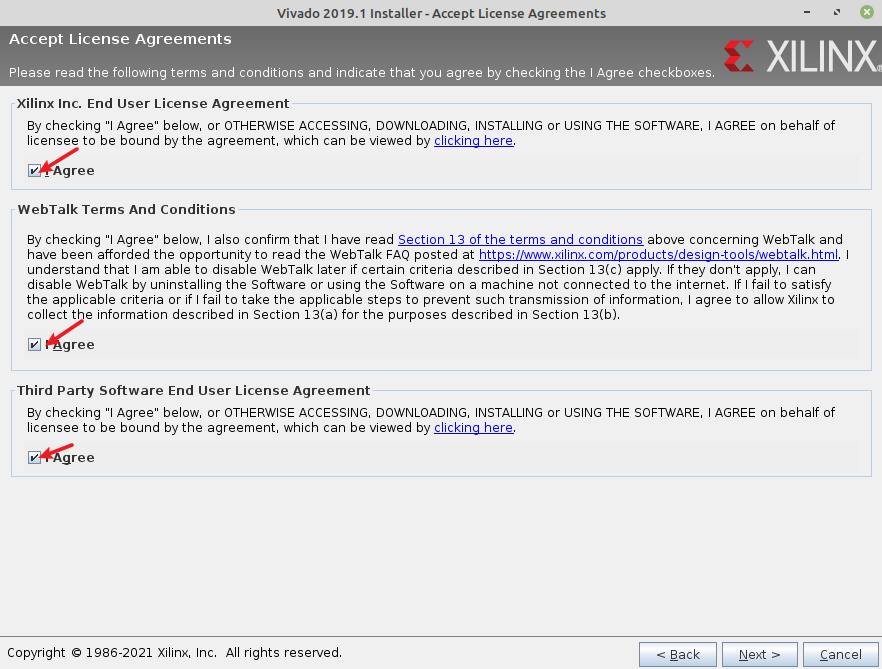 Vivado 2019.1 Installer - Accept License Agreements
Accept License Agreements
Please read the following terms and conditions and indicate that you agree by checking the I Agree checkboxes.
XILINX
Xilinx Inc. End User License Agreement
By checking "I Agree" below, or OTHERWISE ACCESSING, DOWNLOADING, INSTALLING or USING THE SOFTWARE, I AGREE on behalf of
licensee to be bound by the agreement, which can be viewed by clicking here.
I Agree
WebTalk Terms And Conditions
By checking "I Agree" below, I also confirm that I have read Section 13 of the terms and conditions above concerning WebTalk and
have been afforded the opportunity to read the WebTalk FAQ posted at https://www.xilinx.com/products/design-tools/webtalk.html. I
understand that I am able to disable WebTalk later if certain criteria described in Section 13(c) apply. If they don't apply, I can
disable WebTalk by uninstalling the Software or using the Software on a machine not connected to the internet. If I fail to satisfy
the applicable criteria or if I fail to take the applicable steps to prevent such transmission of information, I agree to allow Xilinx to
collect the information described in Section 13(a) for the purposes described in Section 13(b).
I Agree
Third Party Software End User License Agreement
By checking "I Agree" below, or OTHERWISE ACCESSING, DOWNLOADING, INSTALLING or USING THE SOFTWARE, I AGREE on behalf of
licensee to be bound by the agreement, which can be viewed by clicking here.
I Agree
Copyright © 1986-2021 Xilinx, Inc. All rights reserved.
< Back
Next >
Cancel